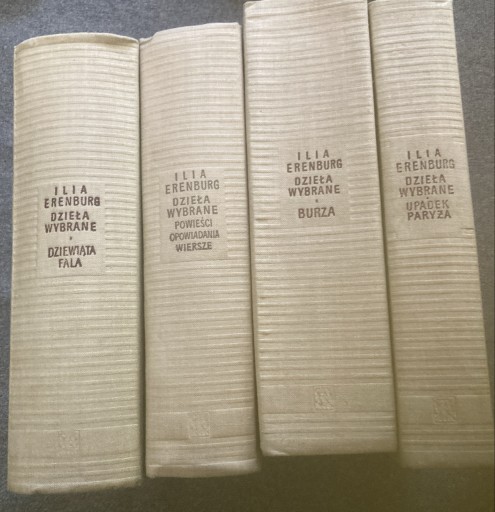 ILIA
ERENBURG
DZIEŁA
WYBRANE
•
DZIEWIĄTA
FALA
ILIA
ERENBURG
DZIEŁA
WYBRANE
POWIEŚCI
OPOWIADANIA
WIERSZE
ILIA
ERENBURG
DZIEŁA
WYBRANE
•
BURZA
ILIA
ERENBURG
DZIEŁA
WYBRANE
•
UPADEK
PARYŻA